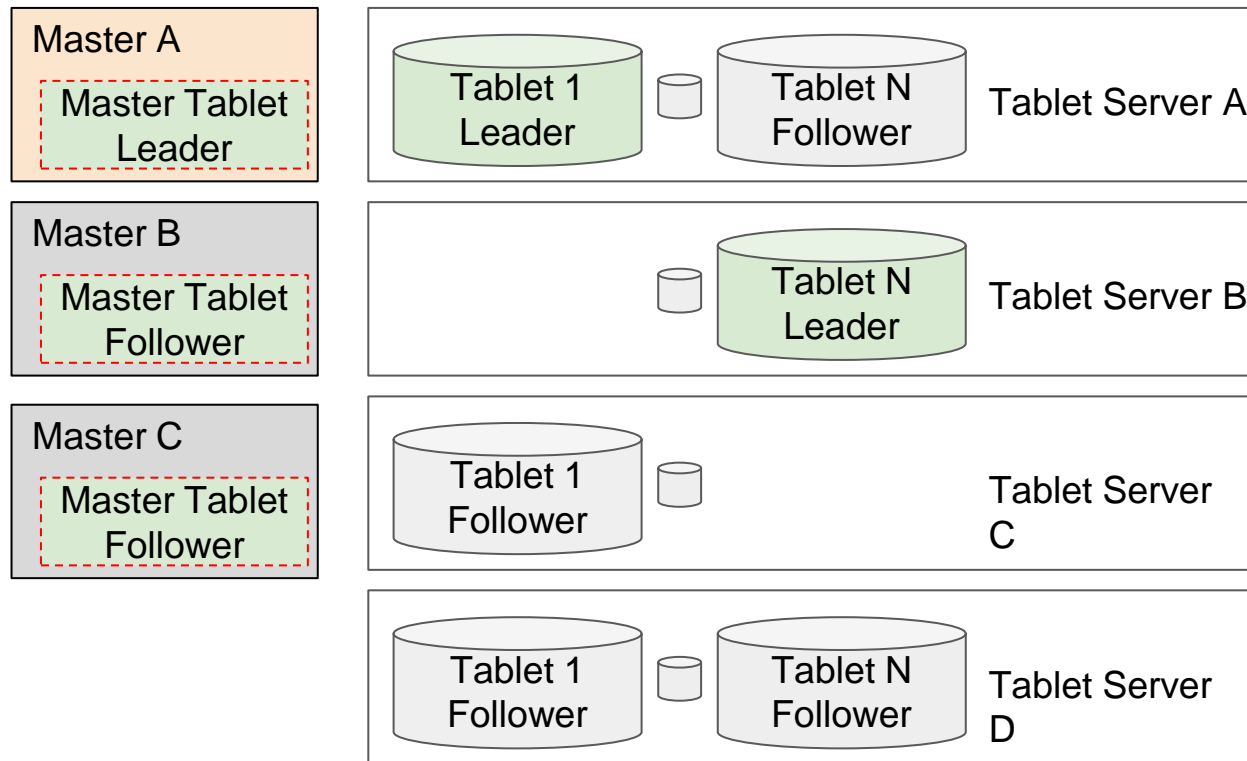 Master A
Master Tablet
Leader
Tablet 1
Leader
Tablet N
Follower
Tablet Server A
Master B
Master Tablet
Follower
Tablet N
Leader
Tablet Server B
Master C
Master Tablet
Follower
Tablet 1
Follower
Tablet Server
C
Tablet 1
Follower
Tablet N
Follower
Tablet Server
D